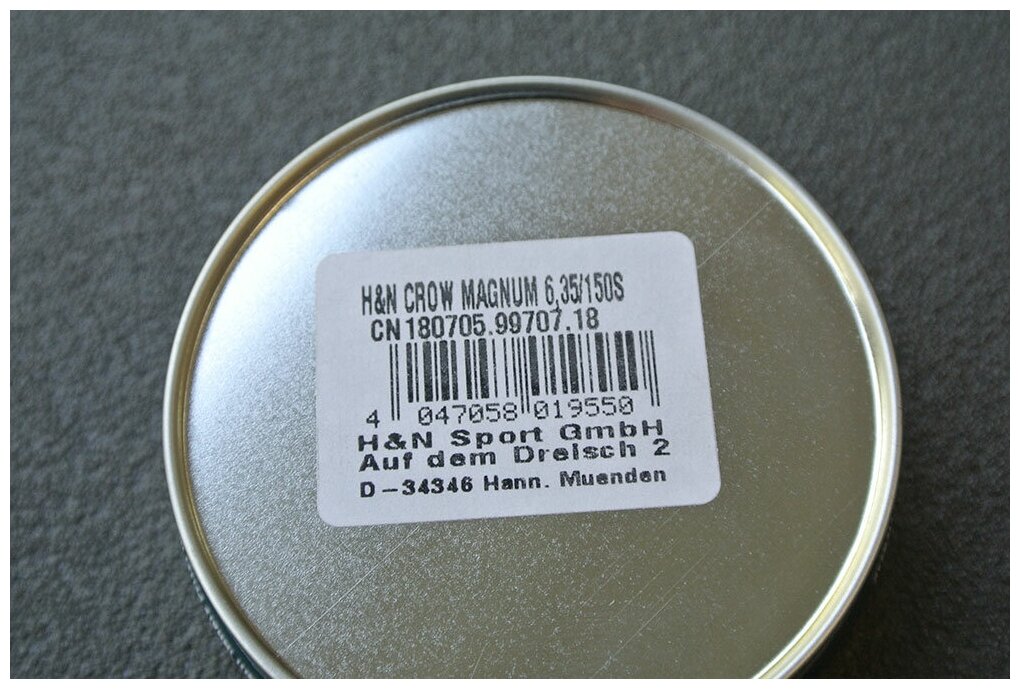 H&N CROW MAGNUM 6,35/150S
CN 180705.99707.18
4 047058 019550
H&N Sport GmbH
Auf dem Dreisch 2
D-34346 Hann. Muenden